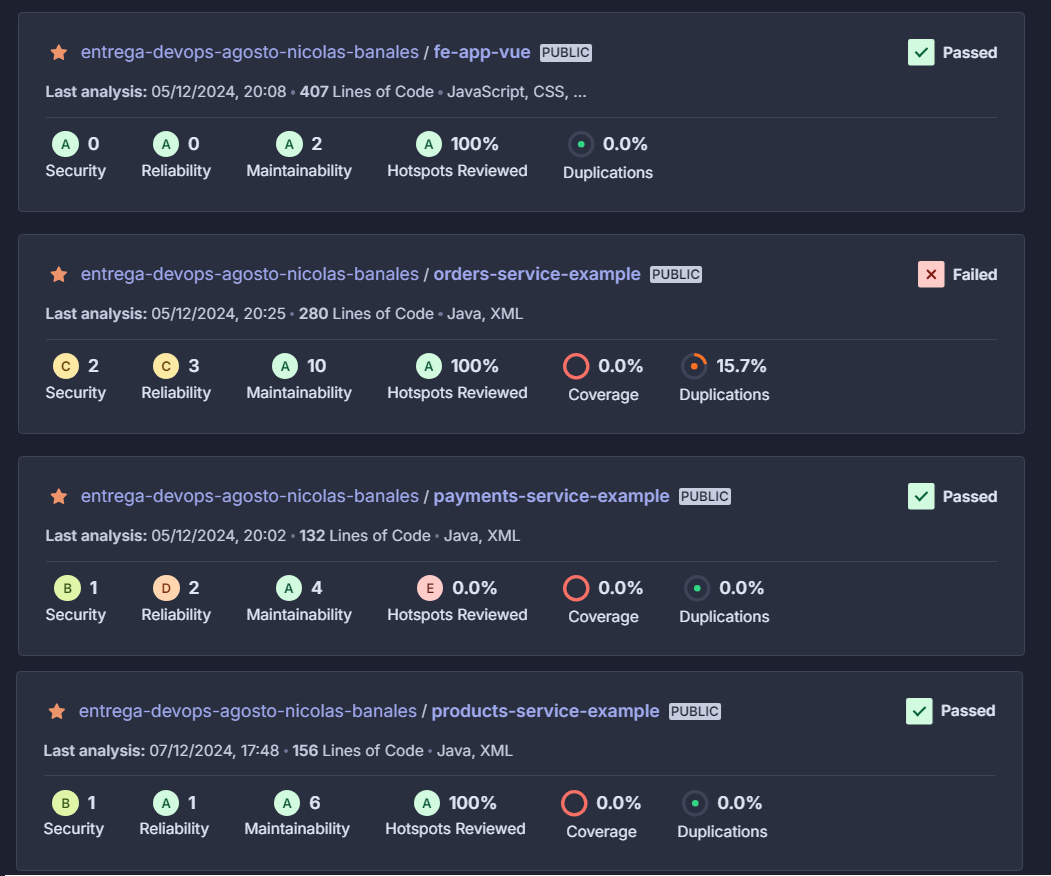 entrega-devops-agosto-nicolas-banales / fe-app-vue PUBLIC Passed
Last analysis: 05/12/2024, 20:08 • 407 Lines of Code • JavaScript, CSS, ...
A 0 A 0 A 2 A 100% 0.0%
Security Reliability Maintainability Hotspots Reviewed Duplications
entrega-devops-agosto-nicolas-banales / orders-service-example PUBLIC Failed
Last analysis: 05/12/2024, 20:25 • 280 Lines of Code • Java, XML
C 2 C 3 A 10 A 100% 0.0% 15.7%
Security Reliability Maintainability Hotspots Reviewed Coverage Duplications
entrega-devops-agosto-nicolas-banales / payments-service-example PUBLIC Passed
Last analysis: 05/12/2024, 20:02 • 132 Lines of Code • Java, XML
B 1 D 2 A 4 E 0.0% 0.0% 0.0%
Security Reliability Maintainability Hotspots Reviewed Coverage Duplications
entrega-devops-agosto-nicolas-banales / products-service-example PUBLIC Passed
Last analysis: 07/12/2024, 17:48 • 156 Lines of Code • Java, XML
B 1 A 1 A 6 A 100% 0.0% 0.0%
Security Reliability Maintainability Hotspots Reviewed Coverage Duplications